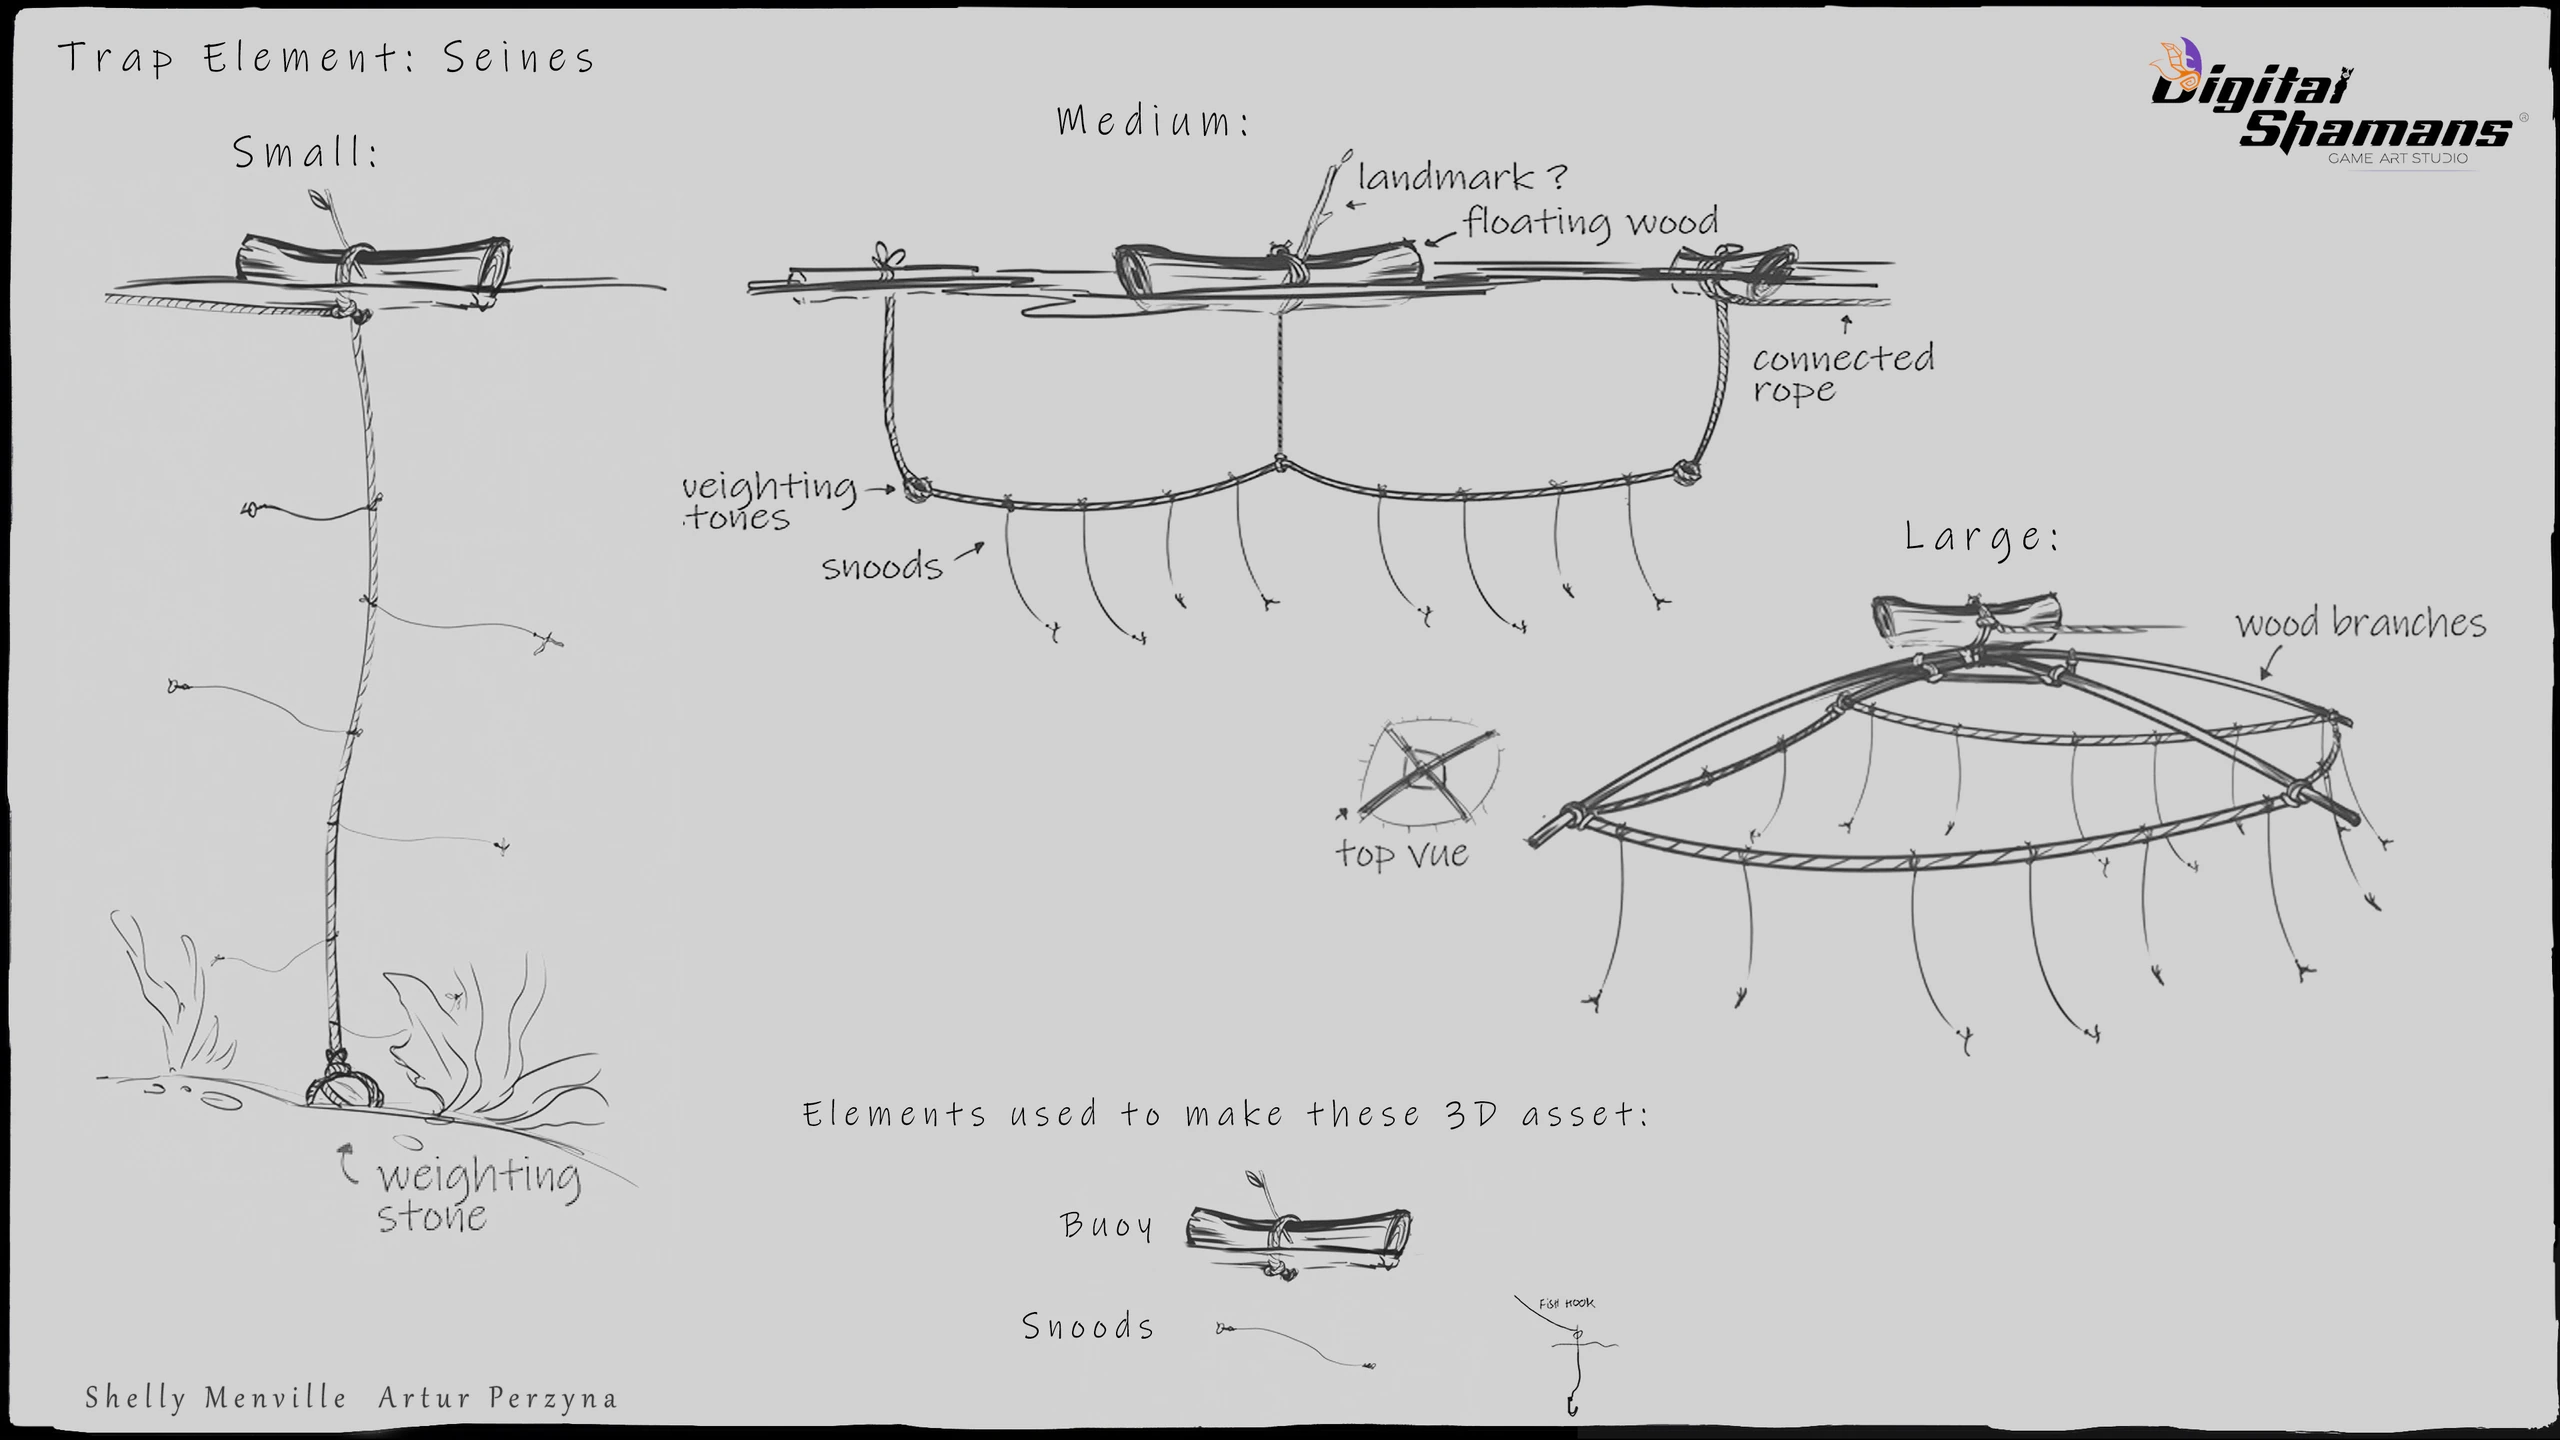 Trap Element: Seines
Digital
Shamans
®
GAME ART STUDIO
Small:
Medium:
landmark ?
floating wood
connected
rope
veighting
tones
snoods
Large:
wood branches
top vue
weighting
stone
Elements used to make these 3D asset:
Buoy
Snoods
FISH HOOK
Shelly Menville Artur Perzyna